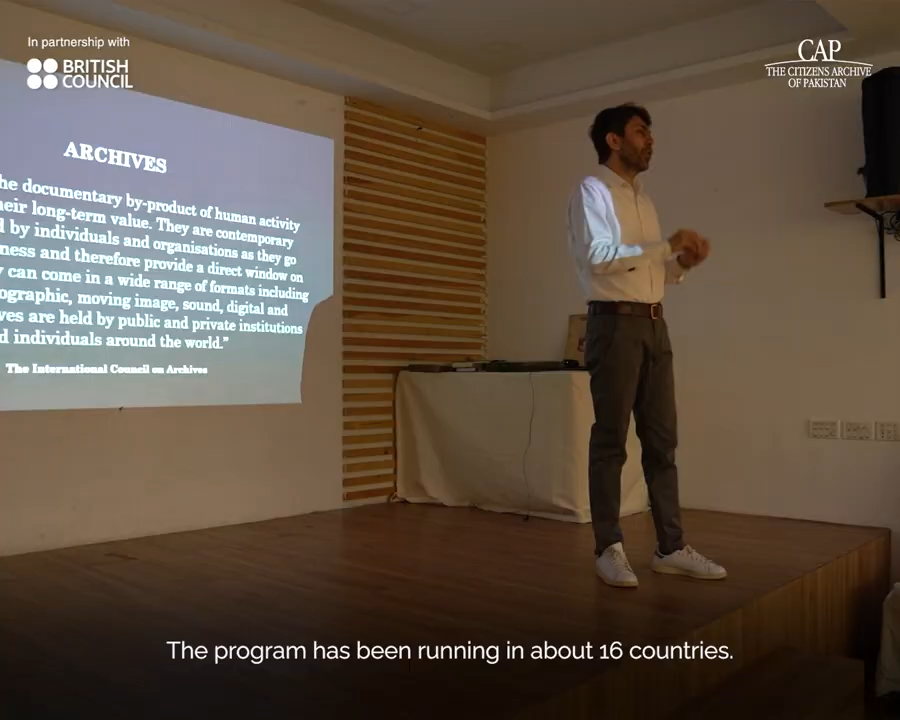 In partnership with
BRITISH
COUNCIL
CAP
THE CITIZENS ARCHIVE
OF PAKISTAN
ARCHIVES
he documentary by-product of human activity
heir long-term value. They are contemporary
d by individuals and organisations as they go
ness and therefore provide a direct window on
y can come in a wide range of formats including
ographic, moving image, sound, digital and
ves are held by public and private institutions
d individuals around the world.”
The International Council on Archives
The program has been running in about 16 countries.